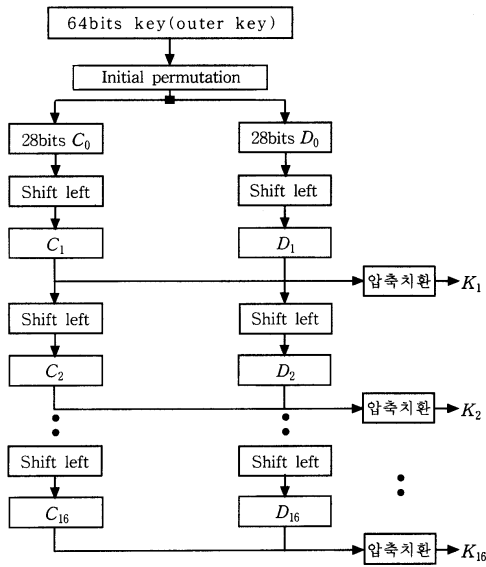 64bits key(outer key)
Initial permutation
28bits C0 28bits D0
Shift left Shift left
C1 D1
압축치환 K1
Shift left Shift left
C2 D2
압축치환 K2
Shift left Shift left
C16 D16
압축치환 K16